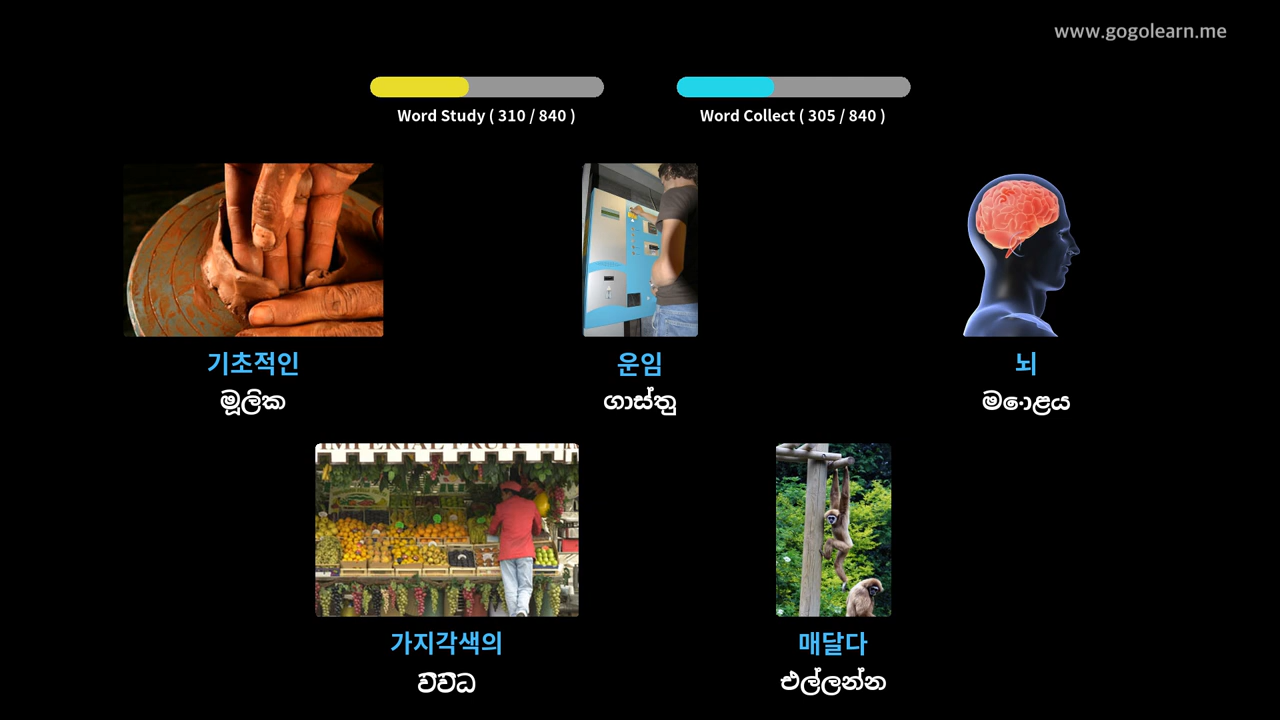 www.gogolearn.me
Word Study ( 310 / 840 )
Word Collect ( 305 / 840 )
기초적인
මූලික
운임
ගාස්තු
뇌
මොළය
가지각색의
විවිධ
매달다
එල්ලන්න